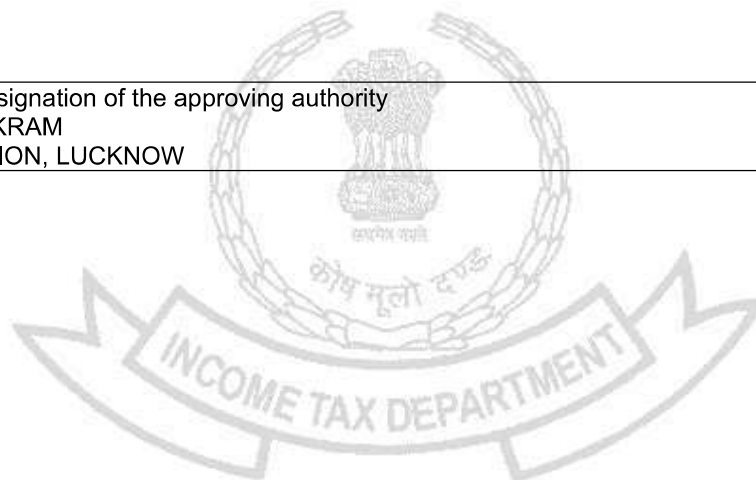 signation of the approving authority
KRAM
ION, LUCKNOW
सत्यमेव जयते
कोष मूलो दण्डः
INCOME TAX DEPARTMENT